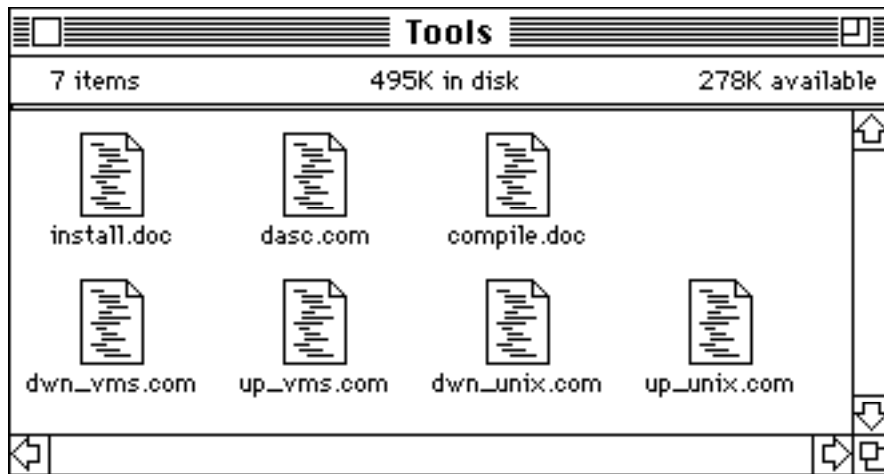 Tools
7 items 495K in disk 278K available
install.doc dasc.com compile.doc
dwn_vms.com up_vms.com dwn_unix.com up_unix.com